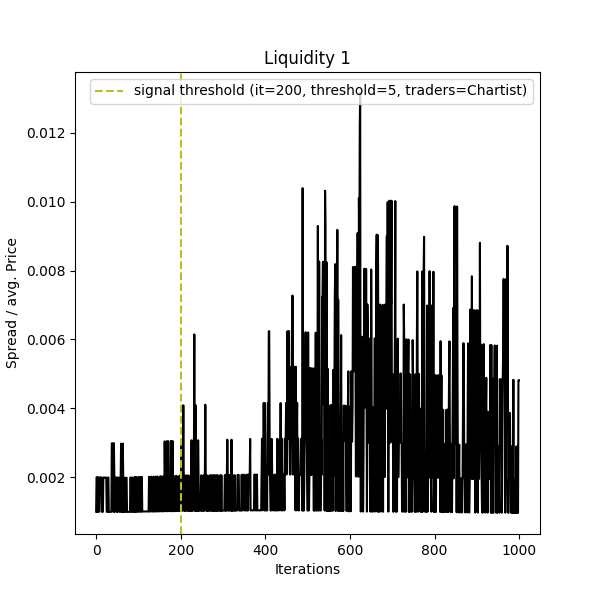 Liquidity 1
signal threshold (it=200, threshold=5, traders=Chartist)
0.012
0.010
0.008
0.006
0.004
0.002
Spread / avg. Price
0 200 400 600 800 1000
Iterations